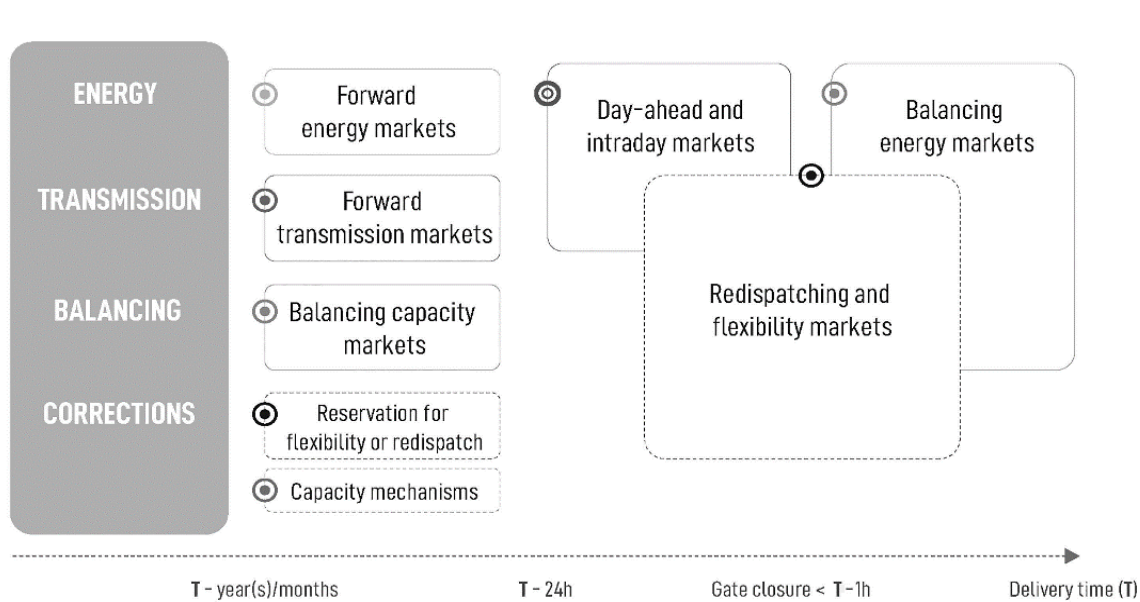 ENERGY
Forward
energy markets
Day-ahead and
intraday markets
Balancing
energy markets
TRANSMISSION
Forward
transmission markets
BALANCING
Balancing capacity
markets
Redispatching and
flexibility markets
CORRECTIONS
Reservation for
flexibility or redispatch
Capacity mechanisms
T - year(s)/months
T - 24h
Gate closure < T-1h
Delivery time (T)